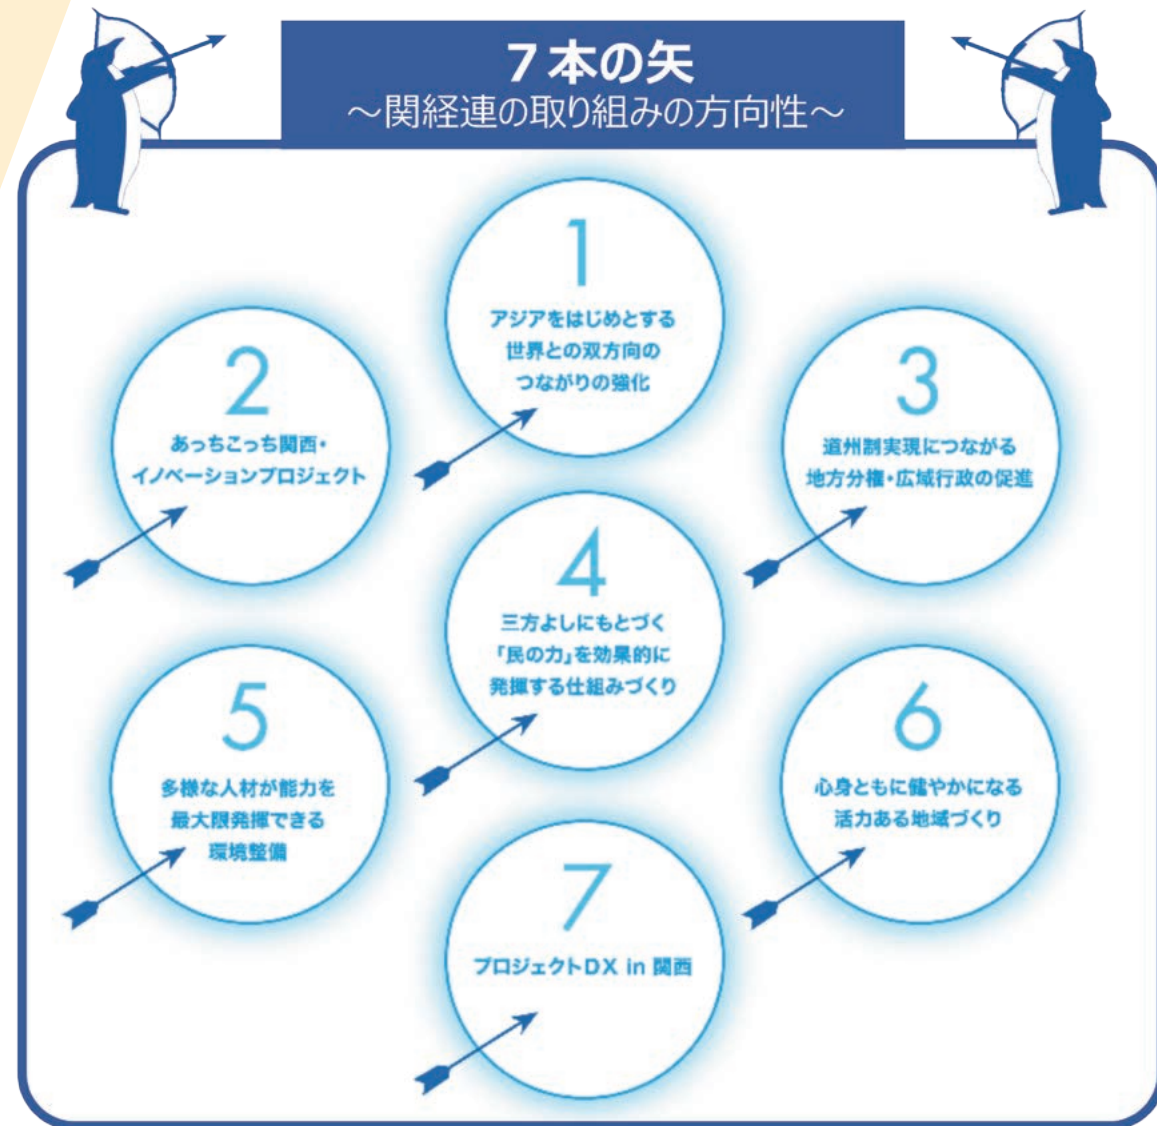 7本の矢
～関経連の取り組みの方向性～
1
アジアをはじめとする
世界との双方向の
つながりの強化
2
あっちこっち関西・
イノベーションプロジェクト
3
道州制実現につながる
地方分権・広域行政の促進
4
三方よしにもとづく
「民の力」を効果的に
発揮する仕組みづくり
5
多様な人材が能力を
最大限発揮できる
環境整備
6
心身ともに健やかになる
活力ある地域づくり
7
プロジェクトDX in 関西